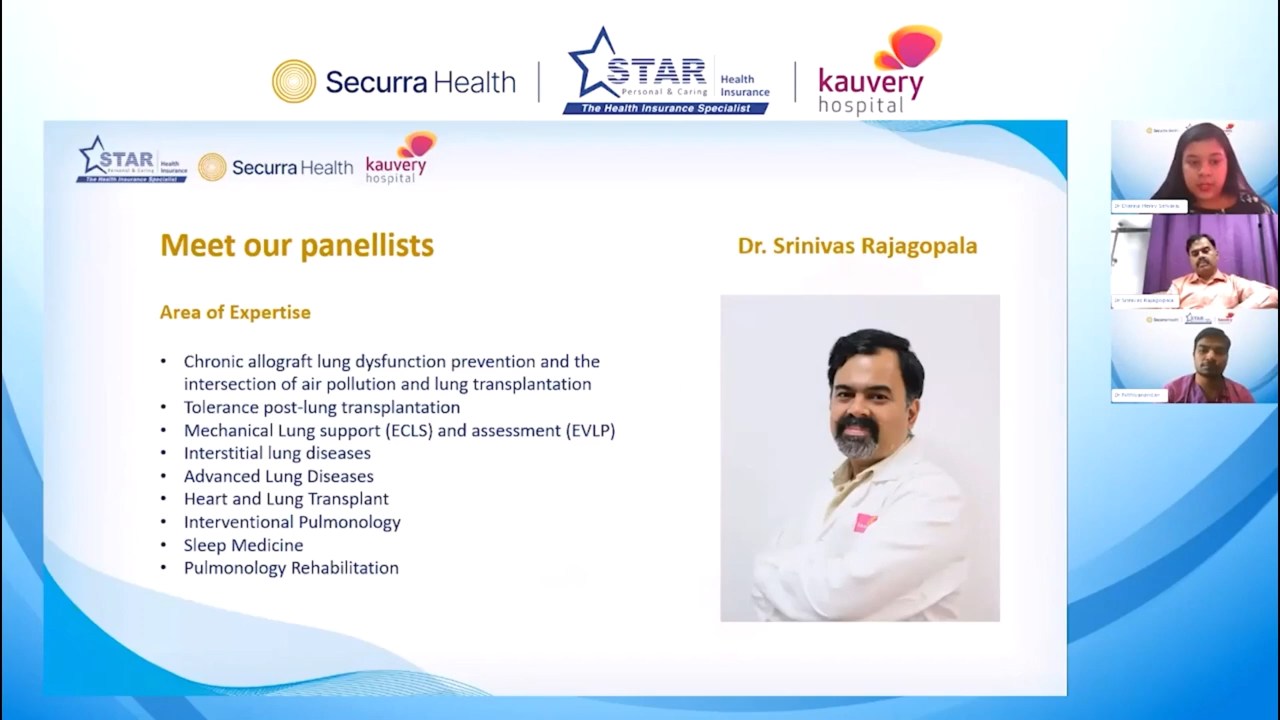 Securra Health
STAR
Health
Insurance
Personal & Caring
The Health Insurance Specialist
kauvery
hospital
STAR
Health
Insurance
Personal & Caring
The Health Insurance Specialist
Securra Health
kauvery
hospital
Meet our panellists
Dr. Srinivas Rajagopala
Area of Expertise
• Chronic allograft lung dysfunction prevention and the
intersection of air pollution and lung transplantation
• Tolerance post-lung transplantation
• Mechanical Lung support (ECLS) and assessment (EVLP)
• Interstitial lung diseases
• Advanced Lung Diseases
• Heart and Lung Transplant
• Interventional Pulmonology
• Sleep Medicine
• Pulmonology Rehabilitation